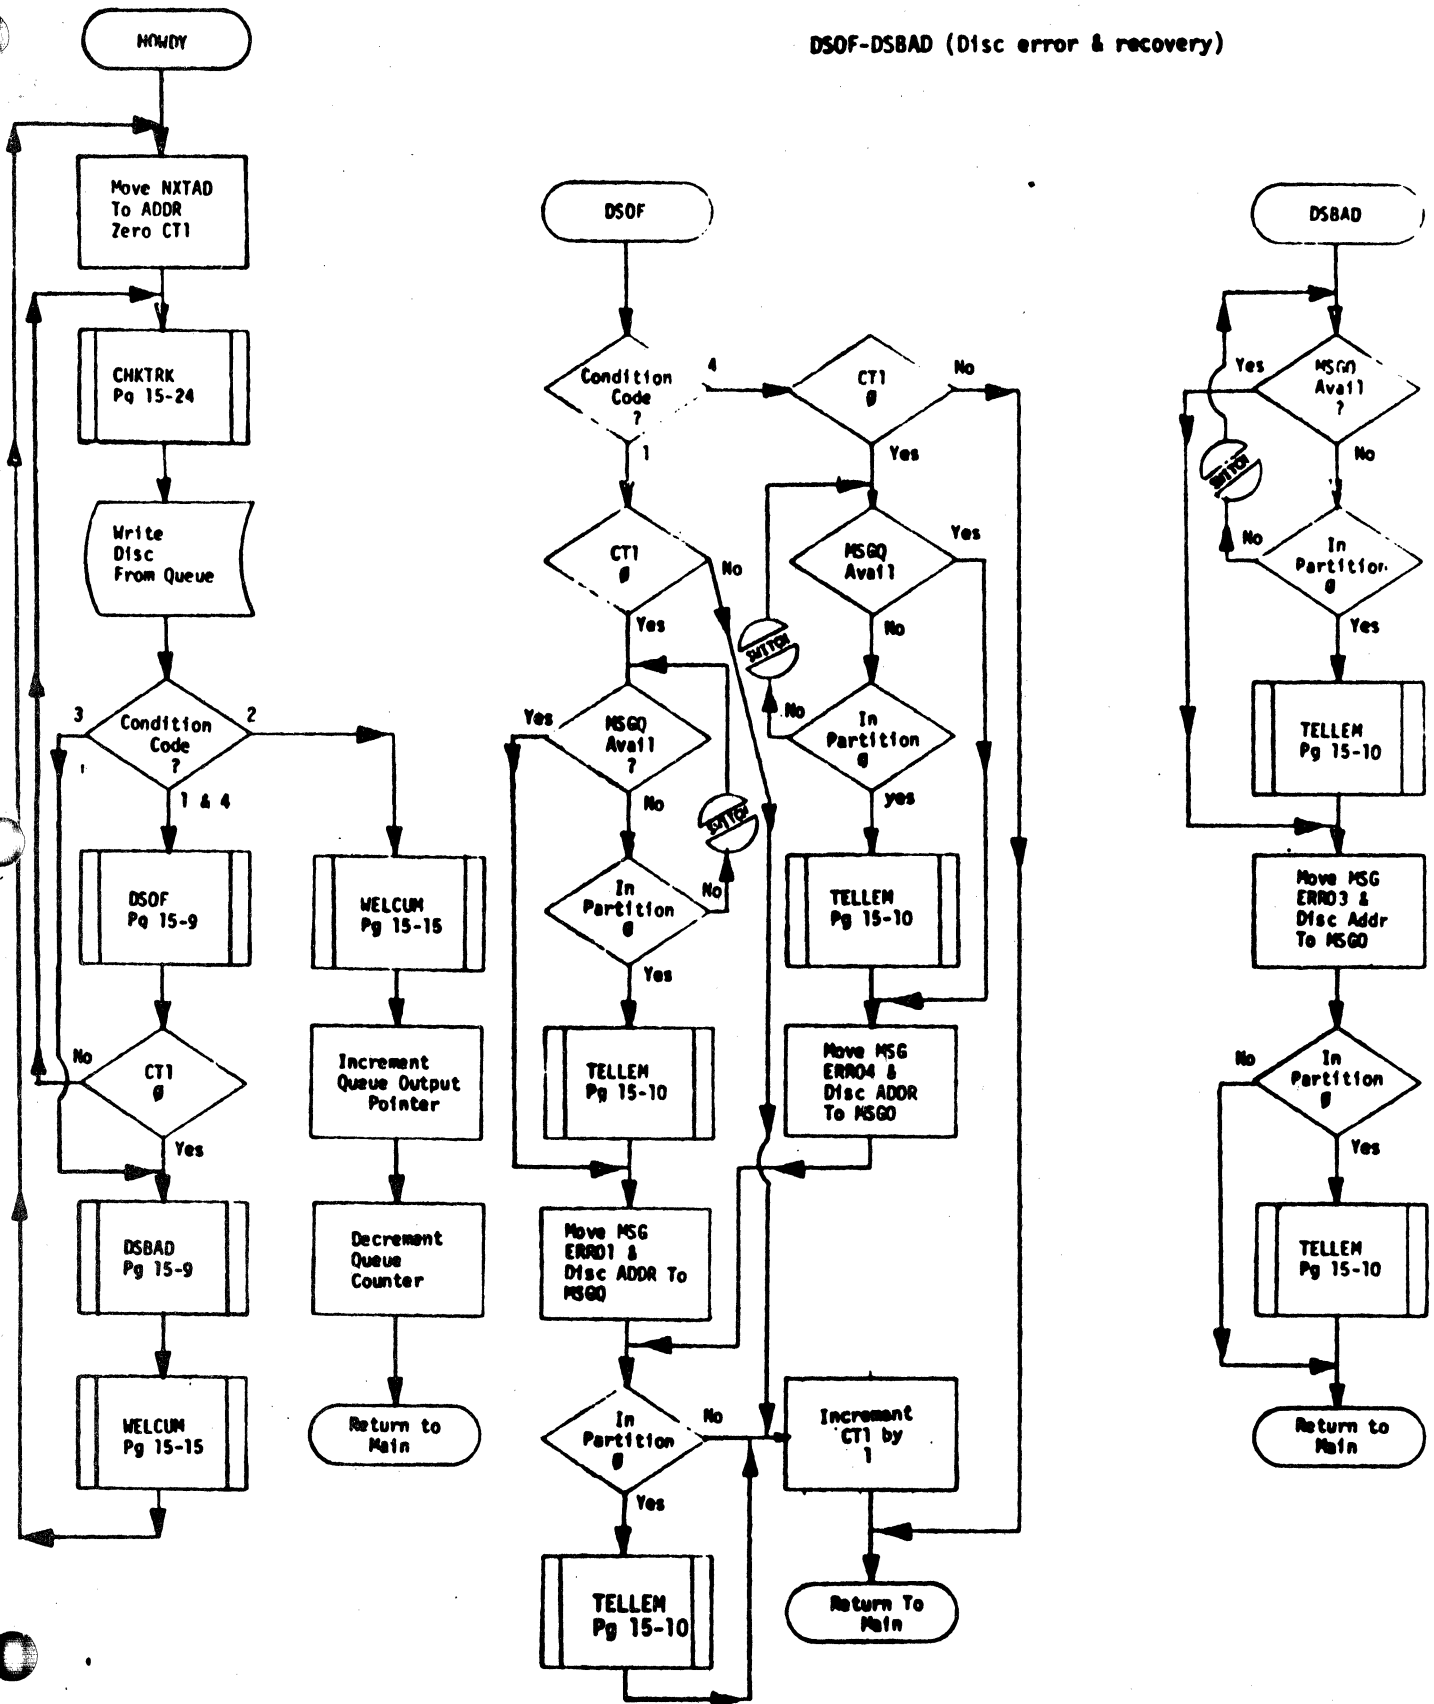 DSOF-DSBAD (Disc error & recovery)
HOWDY
Move NXTAD
To ADDR
Zero CT1
CHKTRK
Pg 15-24
Write
Disc
From Queue
Condition
Code
?
3
2
1 & 4
DSOF
Pg 15-9
CT1
Ø
No
Yes
DSBAD
Pg 15-9
WELCUM
Pg 15-15
WELCUM
Pg 15-15
Increment
Queue Output
Pointer
Decrement
Queue
Counter
Return to
Main
DSOF
Condition
Code
?
4
1
CT1
Ø
No
Yes
MSGQ
Avail
?
Yes
No
SWITCH
In
Partition
Ø
No
Yes
TELLEM
Pg 15-10
Move MSG
ERR01 &
Disc ADDR To
MSGQ
In
Partition
Ø
No
Yes
TELLEM
Pg 15-10
CT1
Ø
No
Yes
MSGQ
Avail
Yes
No
SWITCH
In
Partition
Ø
No
yes
TELLEM
Pg 15-10
Move MSG
ERR04 &
Disc ADDR
To MSGQ
Increment
CT1 by
1
Return To
Main
DSBAD
MSGQ
Avail
?
Yes
No
SWITCH
In
Partition
Ø
No
Yes
TELLEM
Pg 15-10
Move MSG
ERR03 &
Disc Addr
To MSGQ
In
Partition
Ø
No
Yes
TELLEM
Pg 15-10
Return to
Main